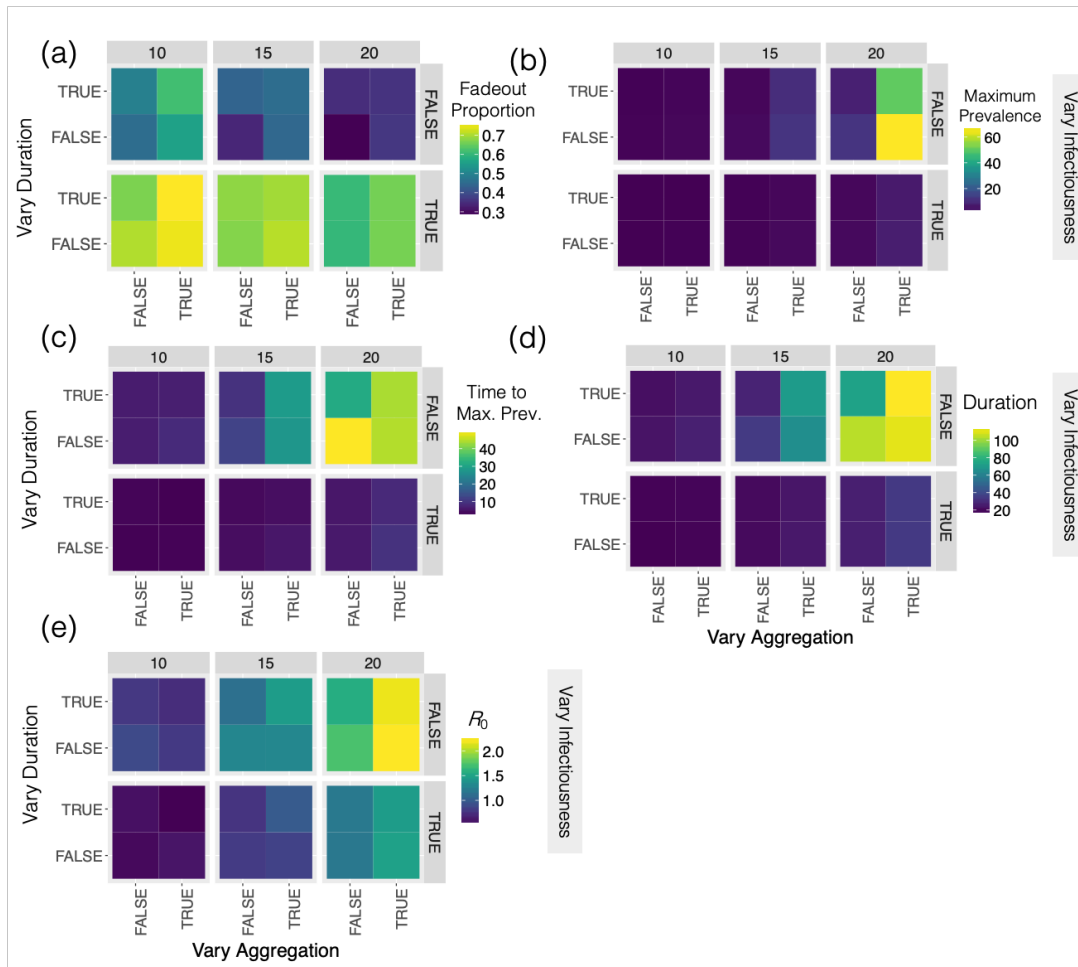 (a)
10
15
20
Vary Duration
TRUE
FALSE
TRUE
FALSE
FALSE
TRUE
FALSE
TRUE
FALSE
TRUE
FALSE
TRUE
Fadeout
Proportion
0.7
0.6
0.5
0.4
0.3
(b)
10
15
20
TRUE
FALSE
TRUE
FALSE
FALSE
TRUE
FALSE
TRUE
FALSE
TRUE
FALSE
TRUE
Maximum
Prevalence
60
40
20
Vary Infectiousness
(c)
10
15
20
Vary Duration
TRUE
FALSE
TRUE
FALSE
FALSE
TRUE
FALSE
TRUE
FALSE
TRUE
FALSE
TRUE
Time to
Max. Prev.
40
30
20
10
(d)
10
15
20
TRUE
FALSE
TRUE
FALSE
FALSE
TRUE
FALSE
TRUE
FALSE
TRUE
FALSE
TRUE
Vary Aggregation
Duration
100
80
60
40
20
Vary Infectiousness
(e)
10
15
20
Vary Duration
TRUE
FALSE
TRUE
FALSE
FALSE
TRUE
FALSE
TRUE
FALSE
TRUE
FALSE
TRUE
Vary Aggregation
R0
2.0
1.5
1.0
Vary Infectiousness